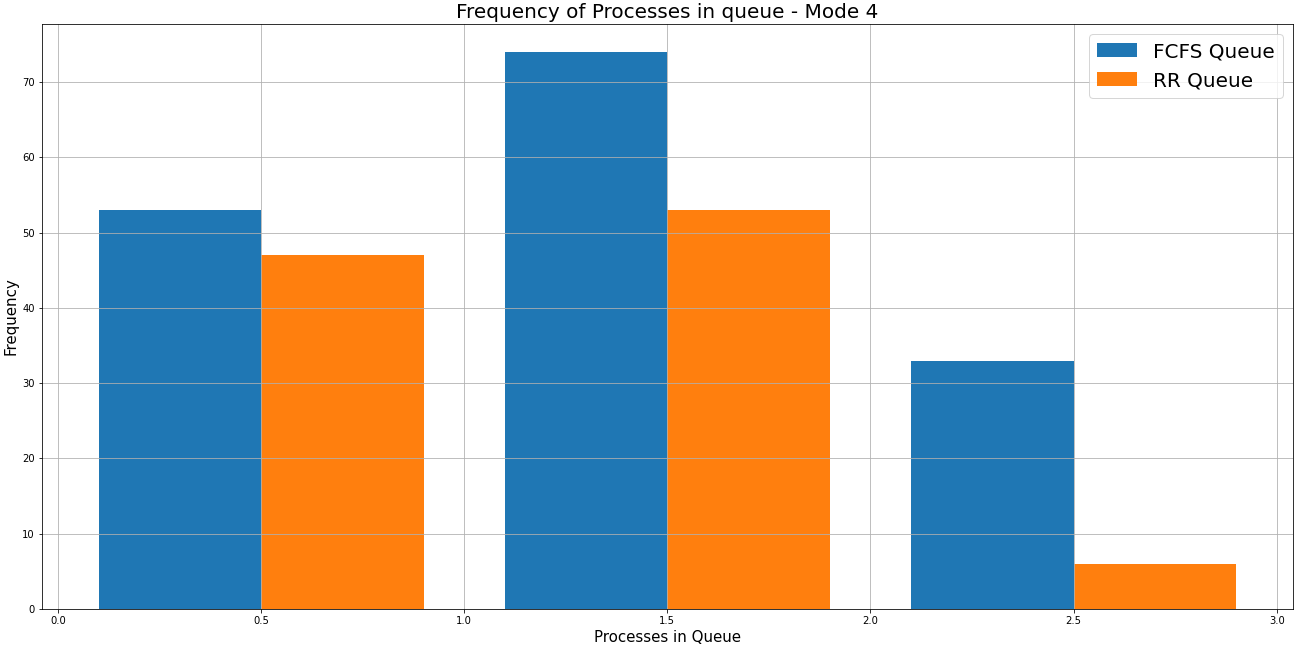 Frequency of Processes in queue - Mode 4
FCFS Queue
RR Queue
Frequency
70
60
50
40
30
20
10
0
0.0 0.5 1.0 1.5 2.0 2.5 3.0
Processes in Queue